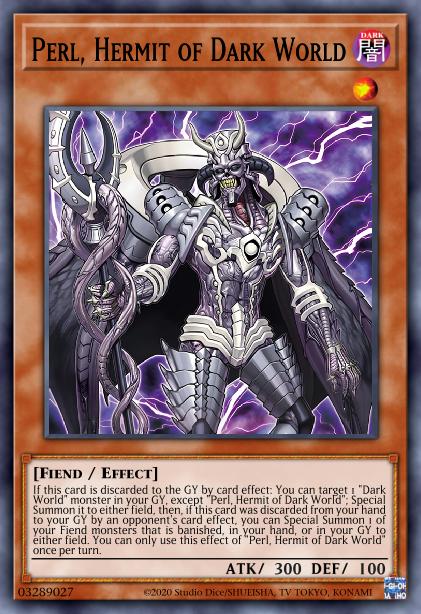 Perl, Hermit of Dark World
DARK
闇
[Fiend / Effect]
If this card is discarded to the GY by card effect: You can target 1 "Dark
World" monster in your GY, except "Perl, Hermit of Dark World"; Special
Summon it to either field, then, if this card was discarded from your hand
to your GY by an opponent's card effect, you can Special Summon 1 of
your Fiend monsters that is banished, in your hand, or in your GY to
either field. You can only use this effect of "Perl, Hermit of Dark World"
once per turn.
ATK/ 300 DEF/ 100
03289027
©2020 Studio Dice/SHUEISHA, TV TOKYO, KONAMI